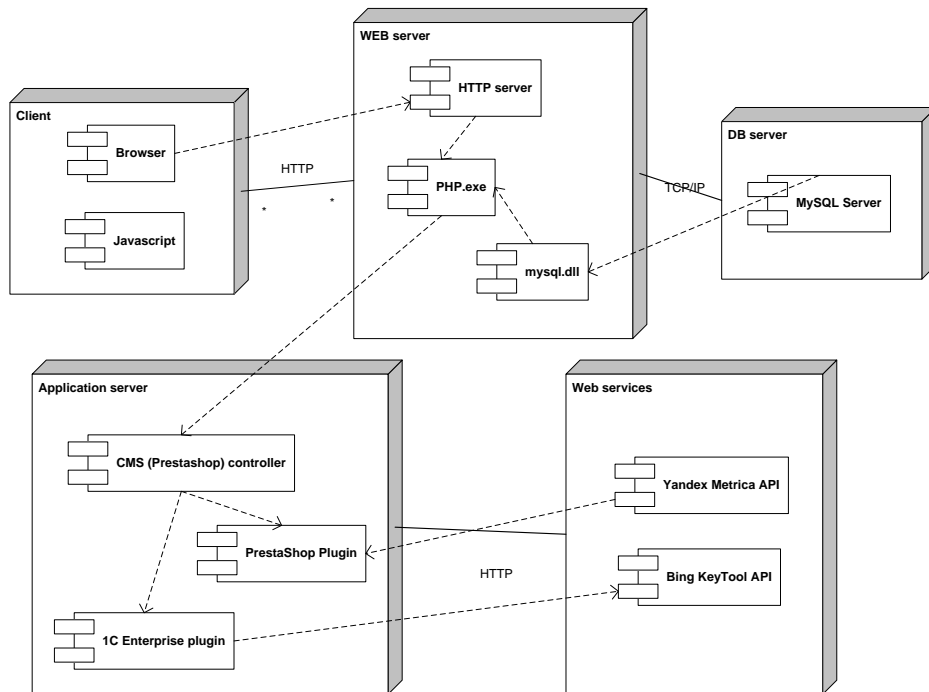 WEB server
HTTP server
Client
Browser
HTTP
*
*
PHP.exe
Javascript
mysql.dll
TCP/IP
DB server
MySQL Server
Application server
CMS (Prestashop) controller
PrestaShop Plugin
1C Enterprise plugin
HTTP
Web services
Yandex Metrica API
Bing KeyTool API